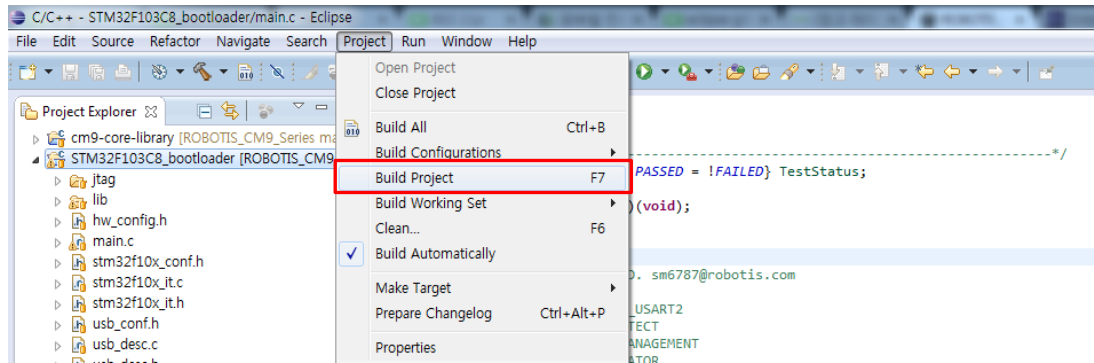 C/C++ - STM32F103C8_bootloader/main.c - Eclipse
File Edit Source Refactor Navigate Search Project Run Window Help
Project Explorer
cm9-core-library [ROBOTIS_CM9_Series ma
STM32F103C8_bootloader [ROBOTIS_CM9
jtag
lib
hw_config.h
main.c
stm32f10x_conf.h
stm32f10x_it.c
stm32f10x_it.h
usb_conf.h
usb_desc.c
Open Project
Close Project
Build All Ctrl+B
Build Configurations
Build Project F7
Build Working Set
Clean... F6
Build Automatically
Make Target
Prepare Changelog Ctrl+Alt+P
Properties
-*/
PASSED = !FAILED} TestStatus;
)(void);
. sm6787@robotis.com
_USART2
TECT
ANAGEMENT